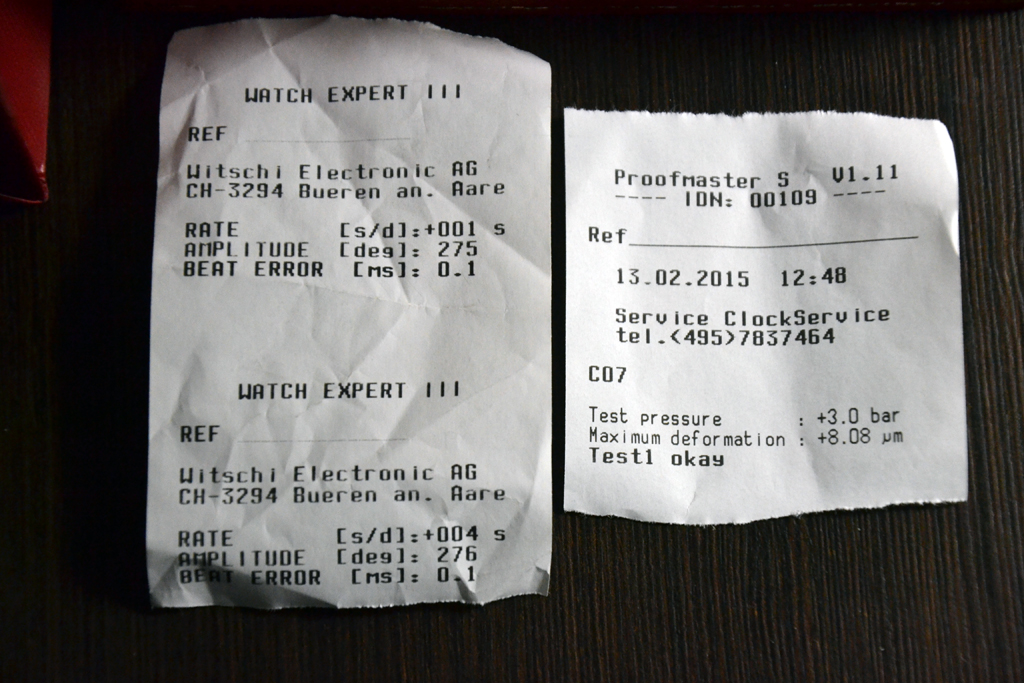 WATCH EXPERT III
REF
Witschi Electronic AG
CH-3294 Bueren an. Aare
RATE [s/d]:+001 s
AMPLITUDE [deg]: 275
BEAT ERROR [ms]: 0.1
WATCH EXPERT III
REF
Witschi Electronic AG
CH-3294 Bueren an. Aare
RATE [s/d]:+004 s
AMPLITUDE [deg]: 276
BEAT ERROR [ms]: 0.1
Proofmaster S V1.11
---- IDN: 00109 ----
Ref
13.02.2015 12:48
Service ClockService
tel.(495)7837464
C07
Test pressure : +3.0 bar
Maximum deformation : +8.08 µm
Test1 okay